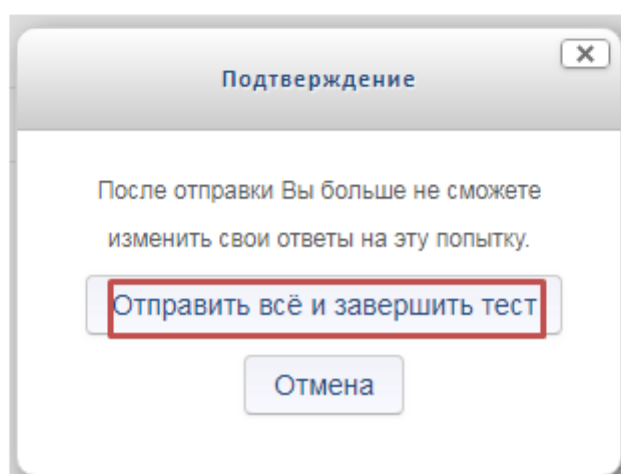 Подтверждение
После отправки Вы больше не сможете
изменить свои ответы на эту попытку.
Отправить всё и завершить тест
Отмена